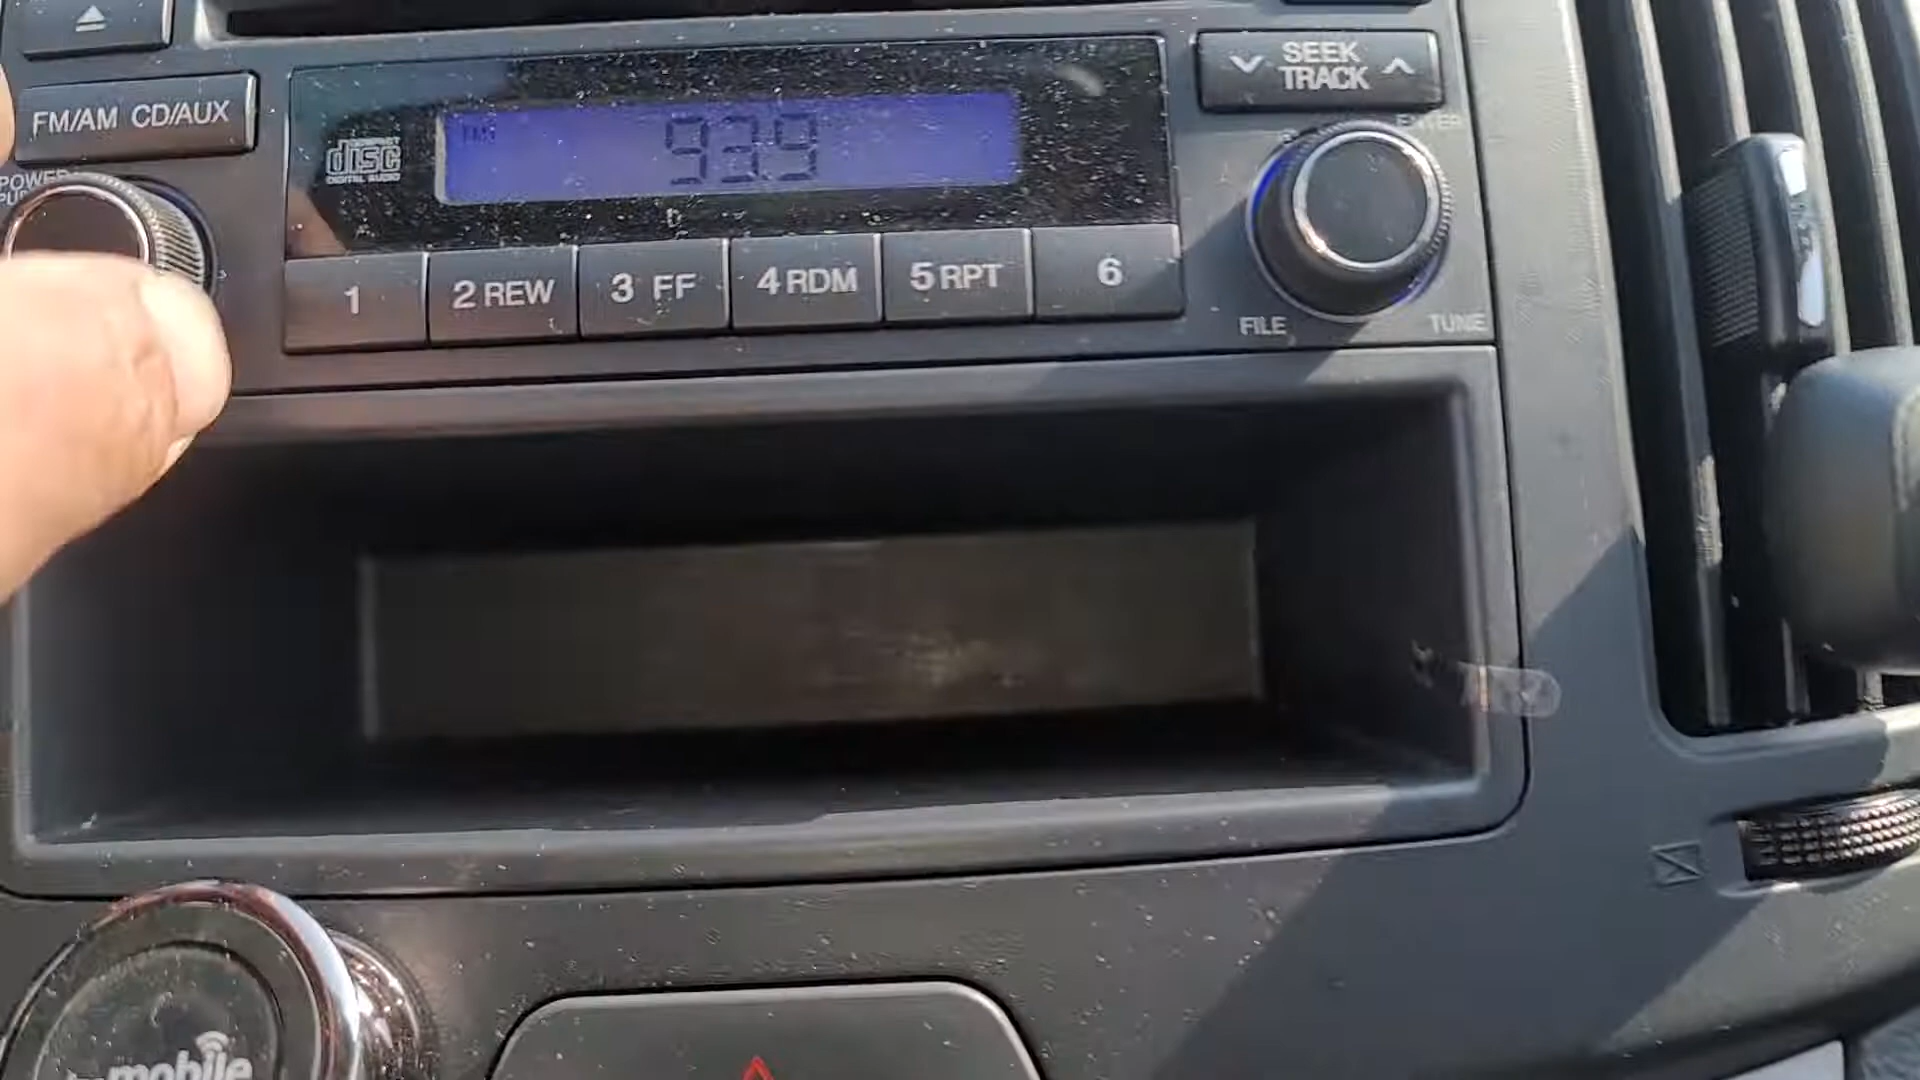 SEEK
TRACK
FM/AM CD/AUX
93.9
COMPACT
disc
DIGITAL AUDIO
POWER
ENTER
1
2 REW
3 FF
4 RDM
5 RPT
6
FILE
TUNE
mobile